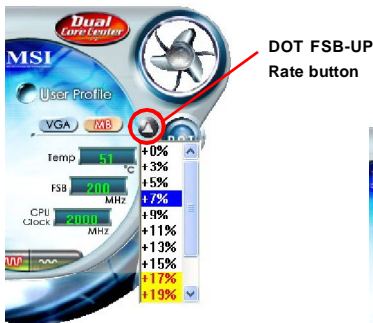 Dual
Core Center
MSI
User Profile
VGA
MB
DOT
Temp 51 °C
FSB 200 MHz
CPU Clock 2000 MHz
+0%
+3%
+5%
+7%
+9%
+11%
+13%
+15%
+17%
+19%
DOT FSB-UP
Rate button